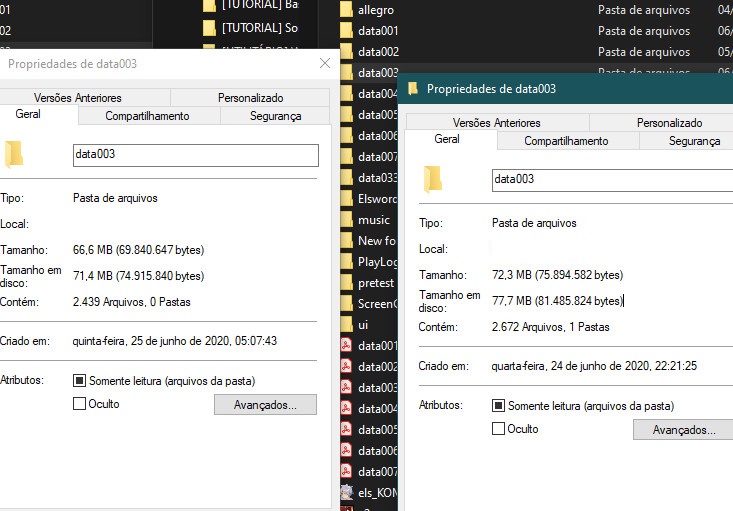 01
02
[TUTORIAL] Ba
[TUTORIAL] So
allegro
Pasta de arquivos
04/
data001
Pasta de arquivos
06/
data002
Pasta de arquivos
05/
data003
Pasta de arquivos
06/
data004
data005
data006
data007
data033
Elsword
music
New fo
PlayLog
pretest
ScreenC
ui
data001
data002
data003
data004
data005
data006
data007
els_KOM
Propriedades de data003
Versões Anteriores
Personalizado
Geral
Compartilhamento
Segurança
data003
Tipo:
Pasta de arquivos
Local:
Tamanho:
66,6 MB (69.840.647 bytes)
Tamanho em
disco:
71,4 MB (74.915.840 bytes)
Contém:
2.439 Arquivos, 0 Pastas
Criado em:
quinta-feira, 25 de junho de 2020, 05:07:43
Atributos:
Somente leitura (arquivos da pasta)
Oculto
Avançados...
Propriedades de data003
Versões Anteriores
Personalizado
Geral
Compartilhamento
Segurança
data003
Tipo:
Pasta de arquivos
Local:
Tamanho:
72,3 MB (75.894.582 bytes)
Tamanho em
disco:
77,7 MB (81.485.824 bytes)
Contém:
2.672 Arquivos, 1 Pastas
Criado em:
quarta-feira, 24 de junho de 2020, 22:21:25
Atributos:
Somente leitura (arquivos da pasta)
Oculto
Avançados...